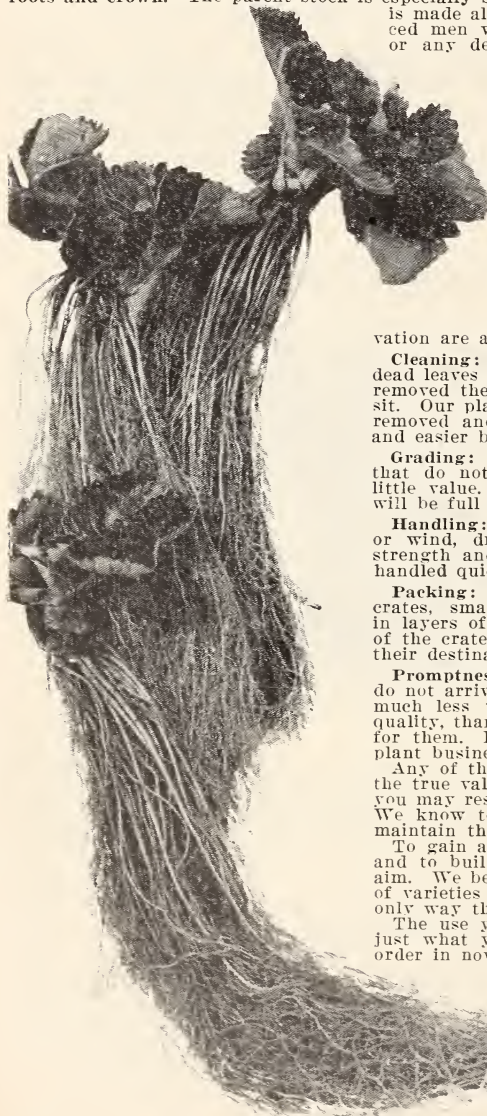 roots and crown. The parent stock is especially
is made al
ced men w
or any de
vation are a
Cleaning:
dead leaves
removed the
sit. Our pla
removed and
and easier b
Grading:
that do not
little value.
will be full
Handling:
or wind, dr
strength and
handled quic
Packing:
crates, smal
in layers of
of the crate
their destina
Promptnes
do not arriv
much less
quality, than
for them. I
plant busine
Any of th
the true val
you may res
We know to
maintain th
To gain a
and to buil
aim. We be
of varieties
only way th
The use y
just what y
order in nov